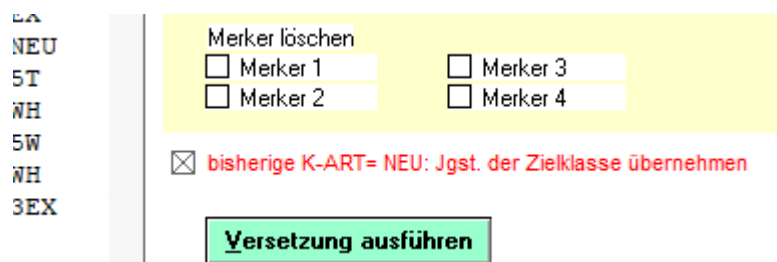 EX
NEU
5T
WH
5W
WH
3EX
Merker löschen
Merker 1 Merker 3
Merker 2 Merker 4
bisherige K-ART= NEU: Jgst. der Zielklasse übernehmen
Versetzung ausführen